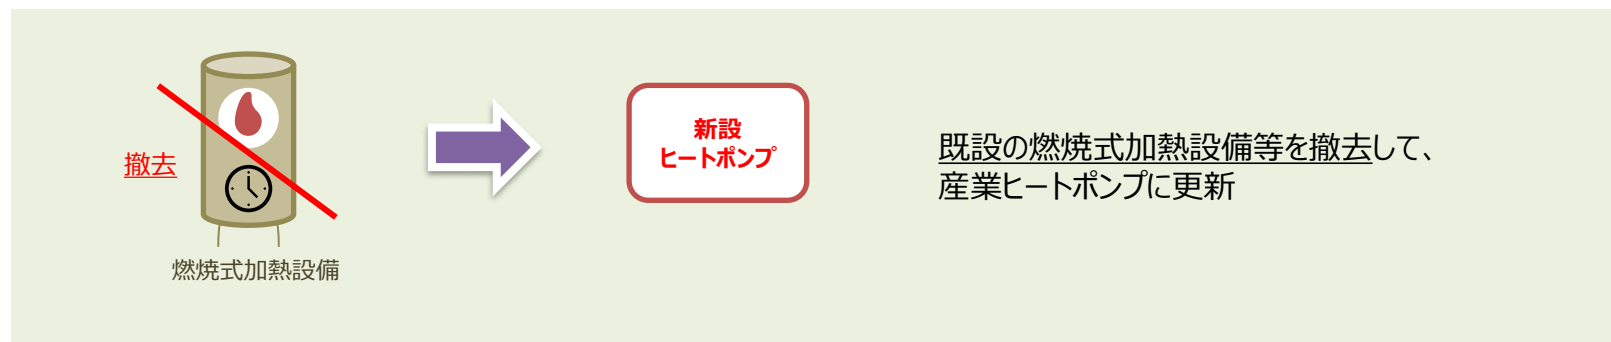 撤去
燃焼式加熱設備
新設
ヒートポンプ
既設の燃焼式加熱設備等を撤去して、
産業ヒートポンプに更新